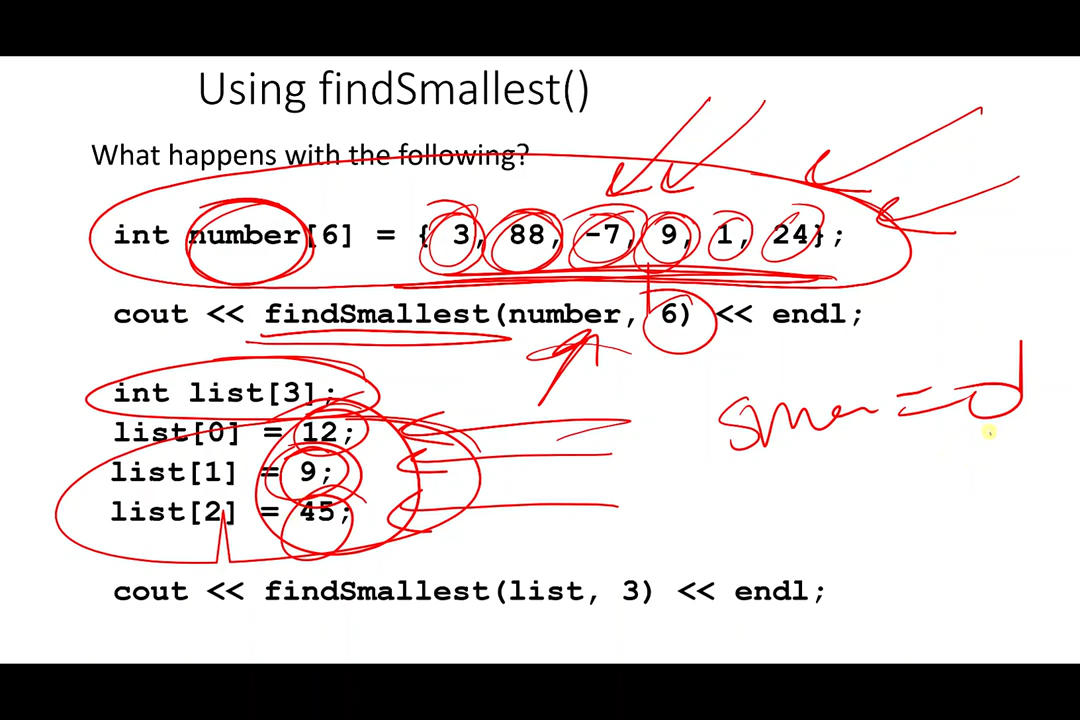 Using findSmallest()
What happens with the following?
int number[6] = { 3, 88, -7, 9, 1, 24};
cout << findSmallest(number, 6) << endl;
int list[3];
list[0] = 12;
list[1] = 9;
list[2] = 45;
cout << findSmallest(list, 3) << endl;